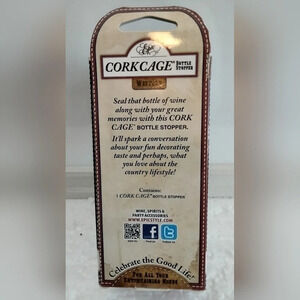 CORK CAGE® BOTTLE
STOPPER
Seal that bottle of wine
along with your great
memories with this CORK
CAGE® BOTTLE STOPPER.
It'll spark a conversation
about your fun decorating
taste and perhaps, what
you love about the
country lifestyle!
Contains:
1 CORK CAGE® BOTTLE STOPPER
WINE, SPIRITS &
PARTY ACCESSORIES
WWW.EPICSTYLE.COM
Celebrate the Good Life!
FOR ALL YOUR
ENTERTAINING NEEDS